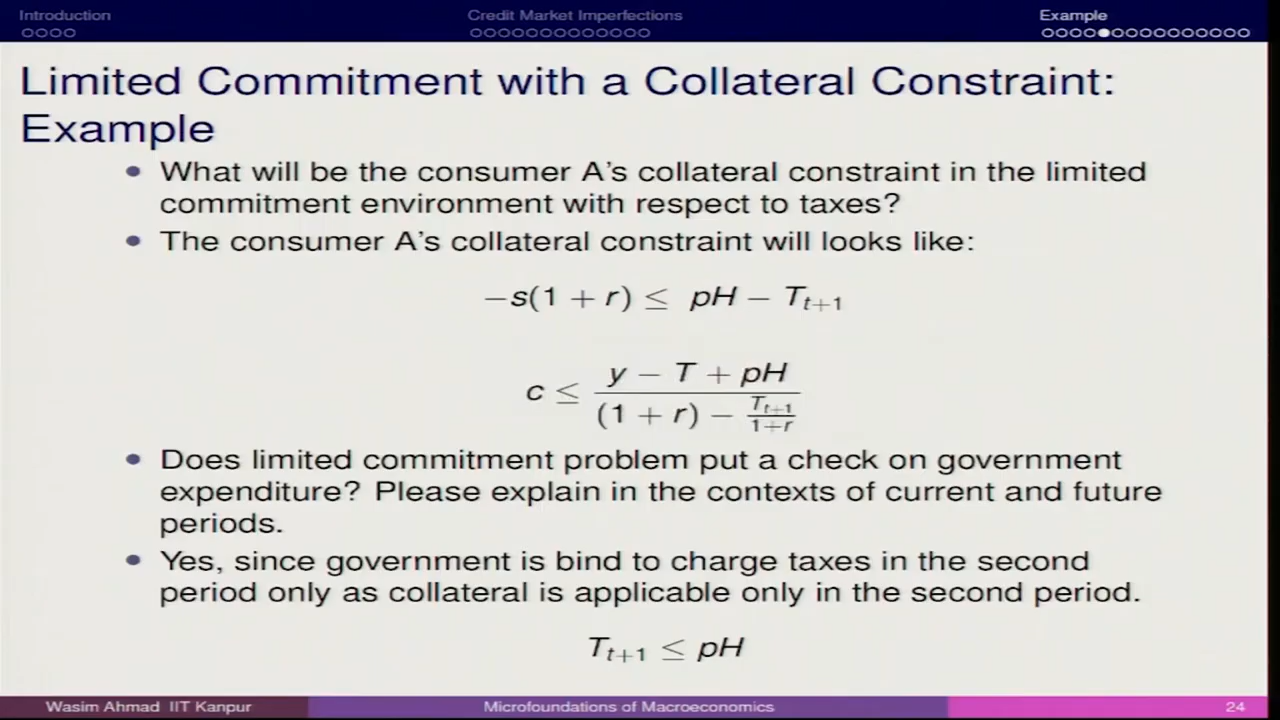 Introduction
Credit Market Imperfections
Example
Limited Commitment with a Collateral Constraint:
Example
• What will be the consumer A's collateral constraint in the limited
commitment environment with respect to taxes?
• The consumer A's collateral constraint will looks like:
−s(1 + r) ≤ pH − T_{t+1}
c ≤ \frac{y − T + pH}{(1 + r) − \frac{T_{t+1}}{1+r}}
• Does limited commitment problem put a check on government
expenditure? Please explain in the contexts of current and future
periods.
• Yes, since government is bind to charge taxes in the second
period only as collateral is applicable only in the second period.
T_{t+1} ≤ pH
Wasim Ahmad IIT Kanpur
Microfoundations of Macroeconomics
24